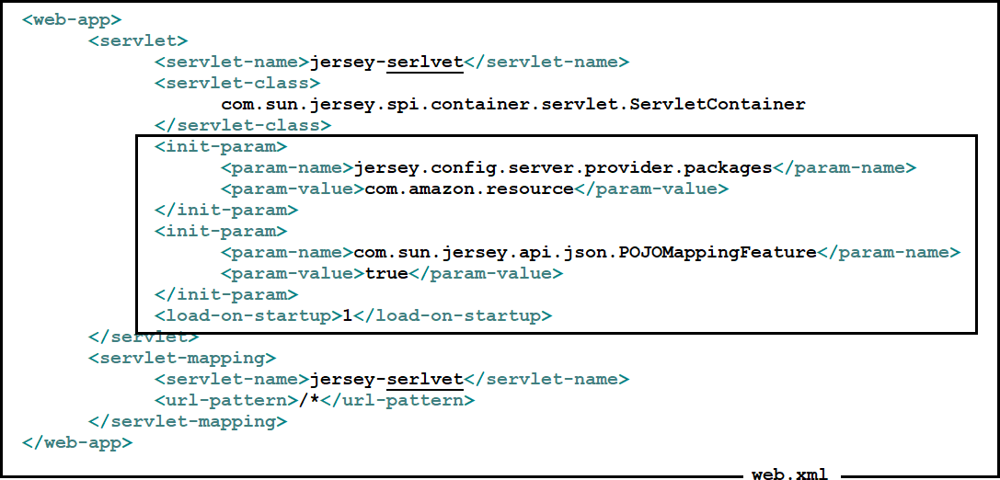 <web-app>
<servlet>
<servlet-name>jersey-serlvet</servlet-name>
<servlet-class>
com.sun.jersey.spi.container.servlet.ServletContainer
</servlet-class>
<init-param>
<param-name>jersey.config.server.provider.packages</param-name>
<param-value>com.amazon.resource</param-value>
</init-param>
<init-param>
<param-name>com.sun.jersey.api.json.POJOMappingFeature</param-name>
<param-value>true</param-value>
</init-param>
<load-on-startup>1</load-on-startup>
</servlet>
<servlet-mapping>
<servlet-name>jersey-serlvet</servlet-name>
<url-pattern>/*</url-pattern>
</servlet-mapping>
</web-app>
web.xml